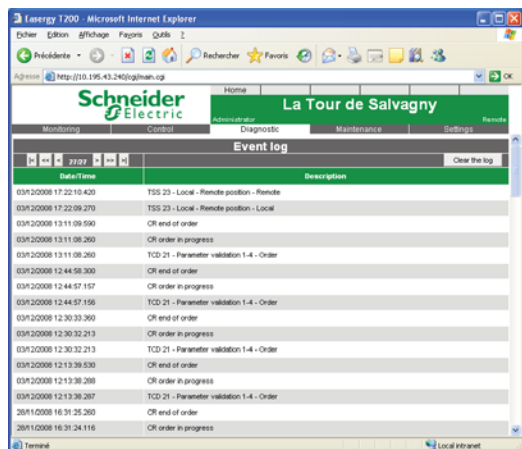 Easergy T200 - Microsoft Internet Explorer
Fichier Edition Affichage Favoris Outils ?
Précédente Rechercher Favoris
Adresse http://10.195.43.240/cgi/main.cgi OK
Home
Schneider Electric
La Tour de Salvagny
Administrator Remote
Monitoring Control Diagnostic Maintenance Settings
Event log
|< << < 27/27 > >> >| Clear the log
Date/Time Description
03/12/2008 17:22:10.420 TSS 23 - Local - Remote position - Remote
03/12/2008 17:22:09.270 TSS 23 - Local - Remote position - Local
03/12/2008 13:11:09.590 CR end of order
03/12/2008 13:11:08.260 CR order in progress
03/12/2008 13:11:08.260 TCD 21 - Parameter validation 1-4 - Order
03/12/2008 12:44:58.300 CR end of order
03/12/2008 12:44:57.157 CR order in progress
03/12/2008 12:44:57.156 TCD 21 - Parameter validation 1-4 - Order
03/12/2008 12:30:33.360 CR end of order
03/12/2008 12:30:32.213 CR order in progress
03/12/2008 12:30:32.213 TCD 21 - Parameter validation 1-4 - Order
03/12/2008 12:13:39.530 CR end of order
03/12/2008 12:13:38.288 CR order in progress
03/12/2008 12:13:38.287 TCD 21 - Parameter validation 1-4 - Order
28/11/2008 16:31:25.260 CR end of order
28/11/2008 16:31:24.116 CR order in progress
Terminé Local intranet